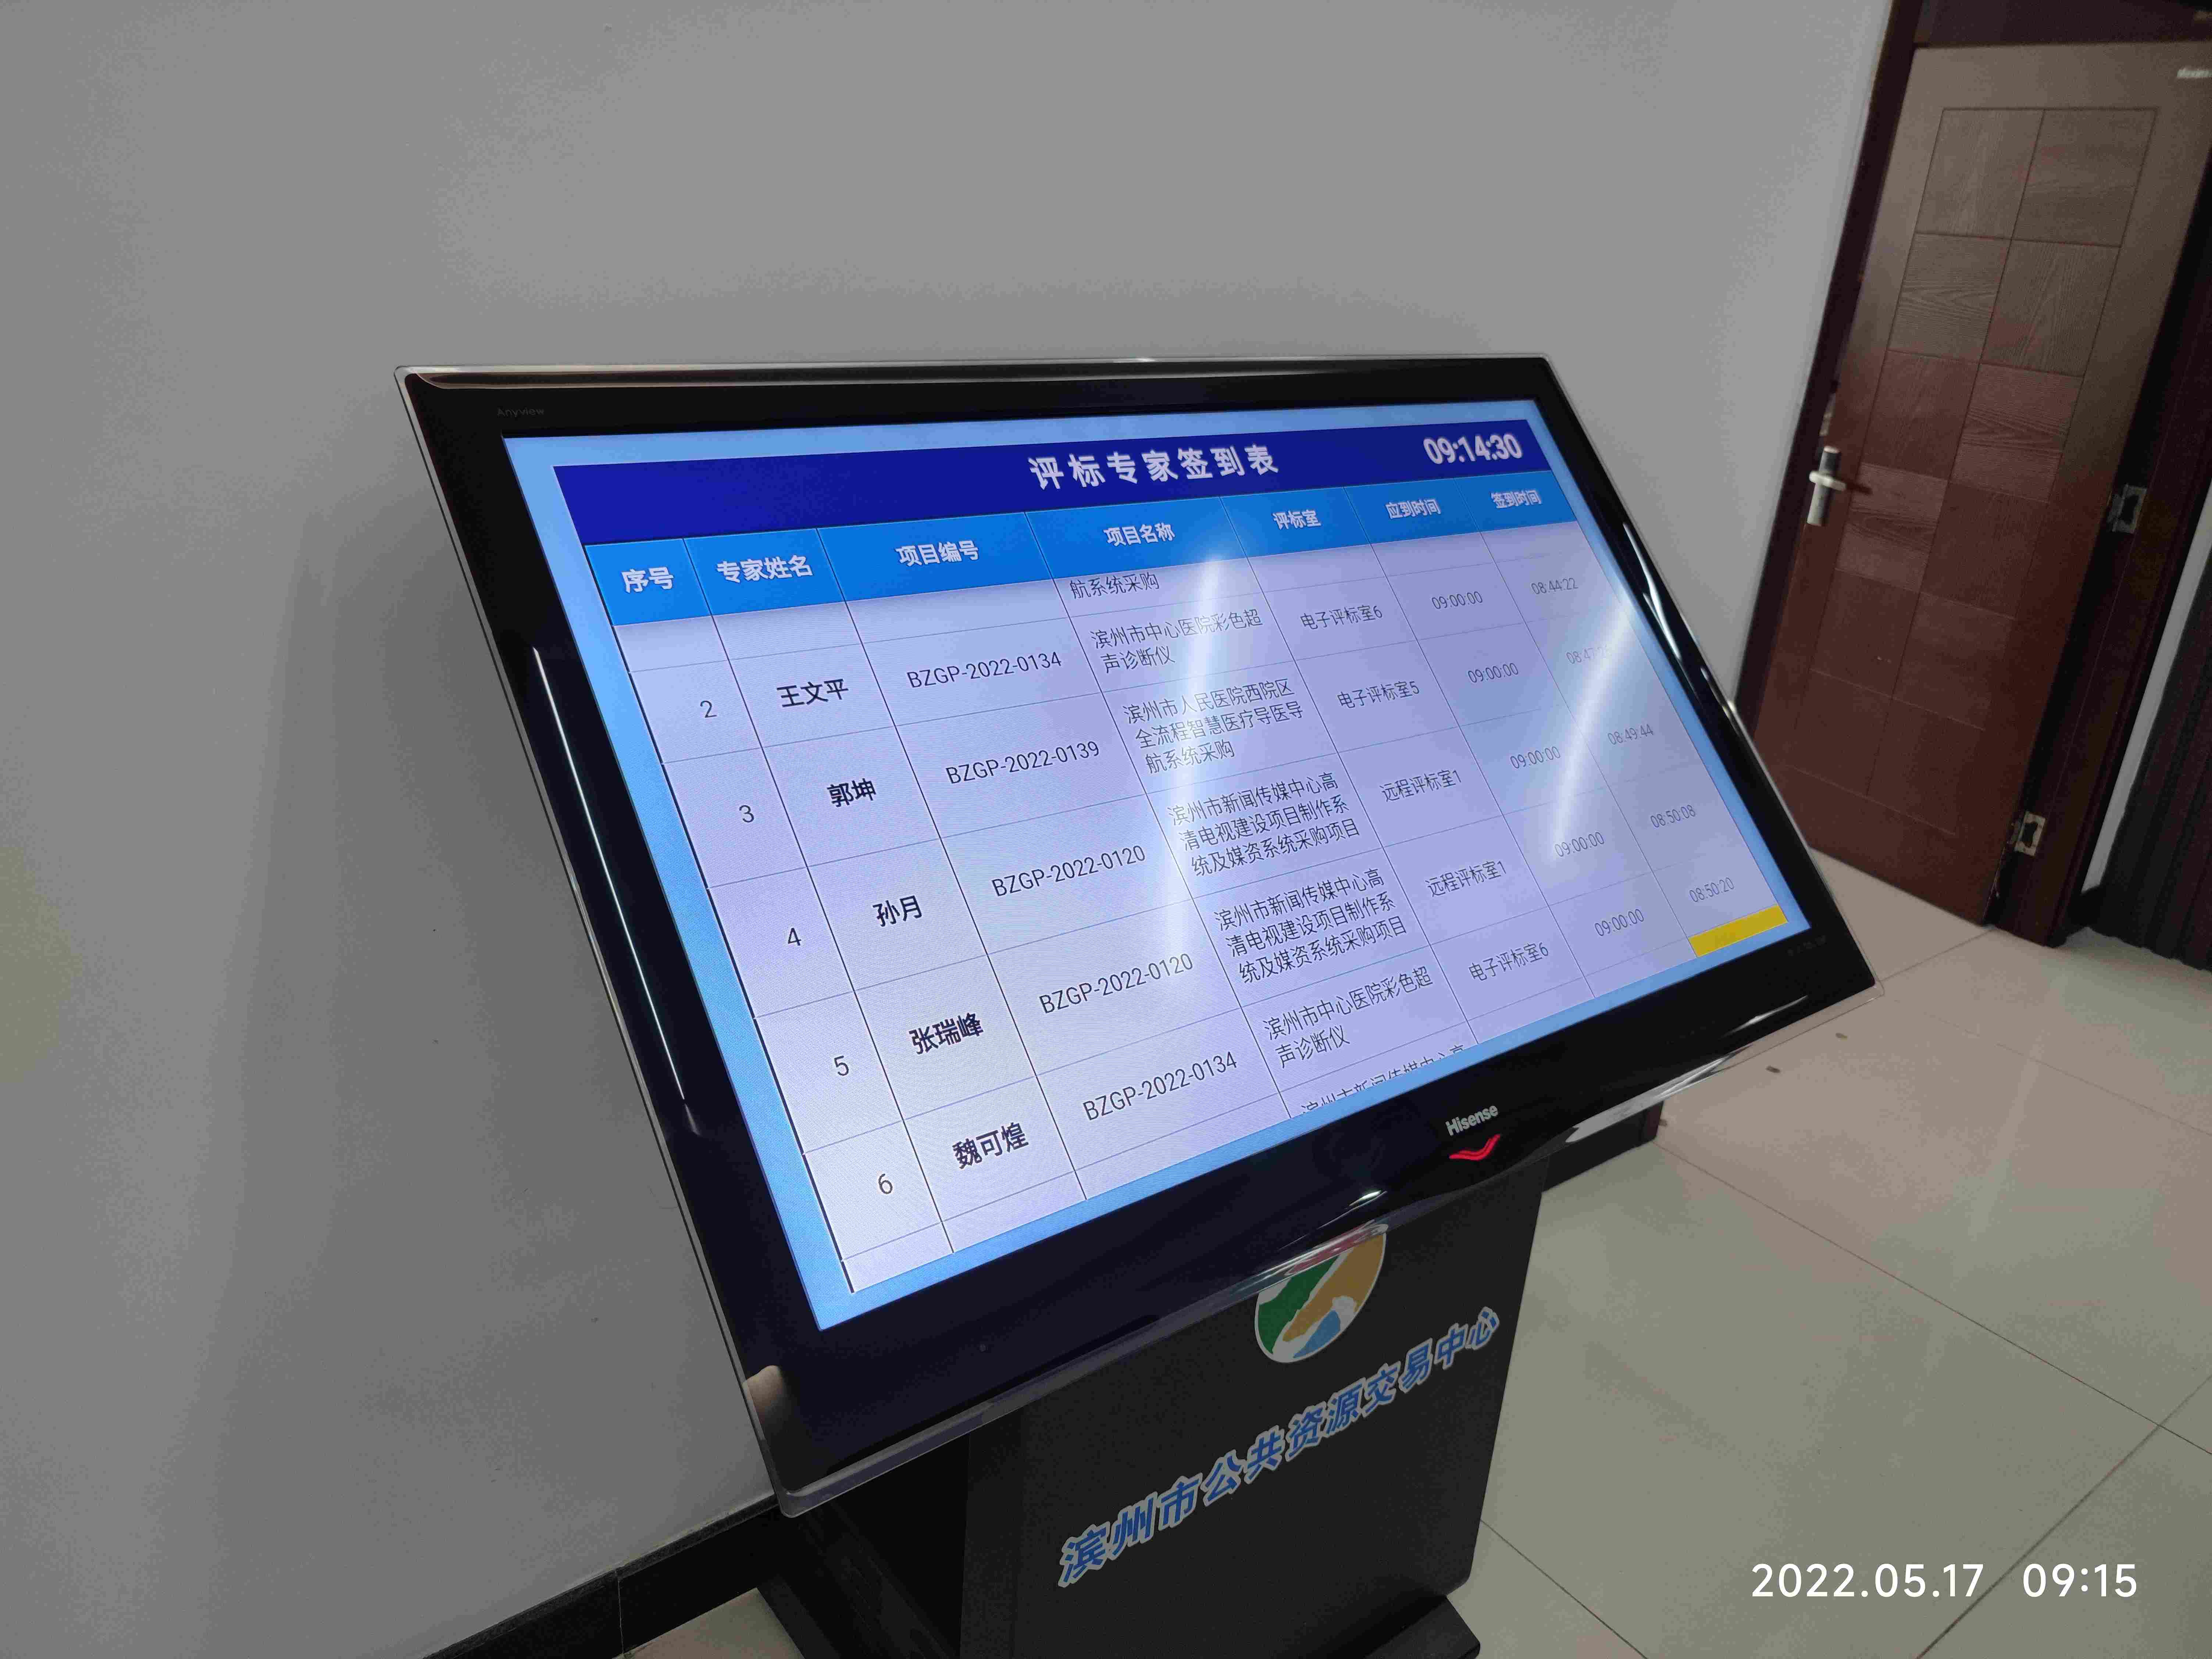 Anyview
评标专家签到表 09:14:30
序号 专家姓名 项目编号 项目名称 评标室 应到时间 签到时间
航系统采购
2 王文平 BZGP-2022-0134 滨州市中心医院彩色超 电子评标室6 09:00:00 08:44:22
声诊断仪
3 郭坤 BZGP-2022-0139 滨州市人民医院西院区 电子评标室5 09:00:00
全流程智慧医疗导医导
航系统采购
4 孙月 BZGP-2022-0120 滨州市新闻传媒中心高 远程评标室1 09:00:00 08:49:44
清电视建设项目制作系
统及媒资系统采购项目
5 张瑞峰 BZGP-2022-0120 滨州市新闻传媒中心高 远程评标室1 09:00:00 08:50:08
清电视建设项目制作系
统及媒资系统采购项目
6 魏可煌 BZGP-2022-0134 滨州市中心医院彩色超 电子评标室6 09:00:00 08:50:20
声诊断仪
滨州市新闻传媒中心高
Hisense
滨州市公共资源交易中心
2022.05.17 09:15